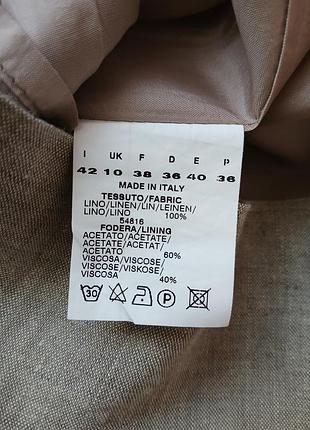 I UK F D E P
42 10 38 36 40 36
MADE IN ITALY
TESSUTO/FABRIC
LINO/LINEN/LIN/LEINEN/
LINO/LINO 100%
54816
FODERA/LINING
ACETATO/ACETATE/
ACETATE/ACETAT/
ACETATO 60%
VISCOSA/VISCOSE/
VISCOSE/VISKOSE/
VISCOSA 40%
30 P